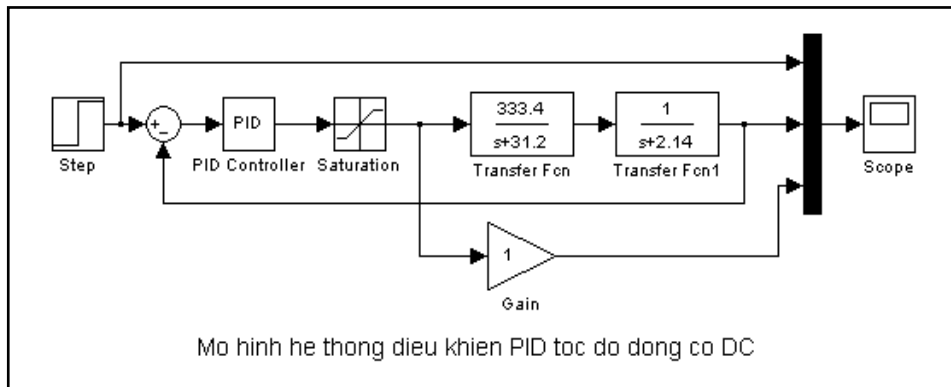 Step
+
-
PID
PID Controller
Saturation
333.4
s+31.2
Transfer Fcn
1
s+2.14
Transfer Fcn1
Scope
1
Gain
Mo hinh he thong dieu khien PID toc do dong co DC